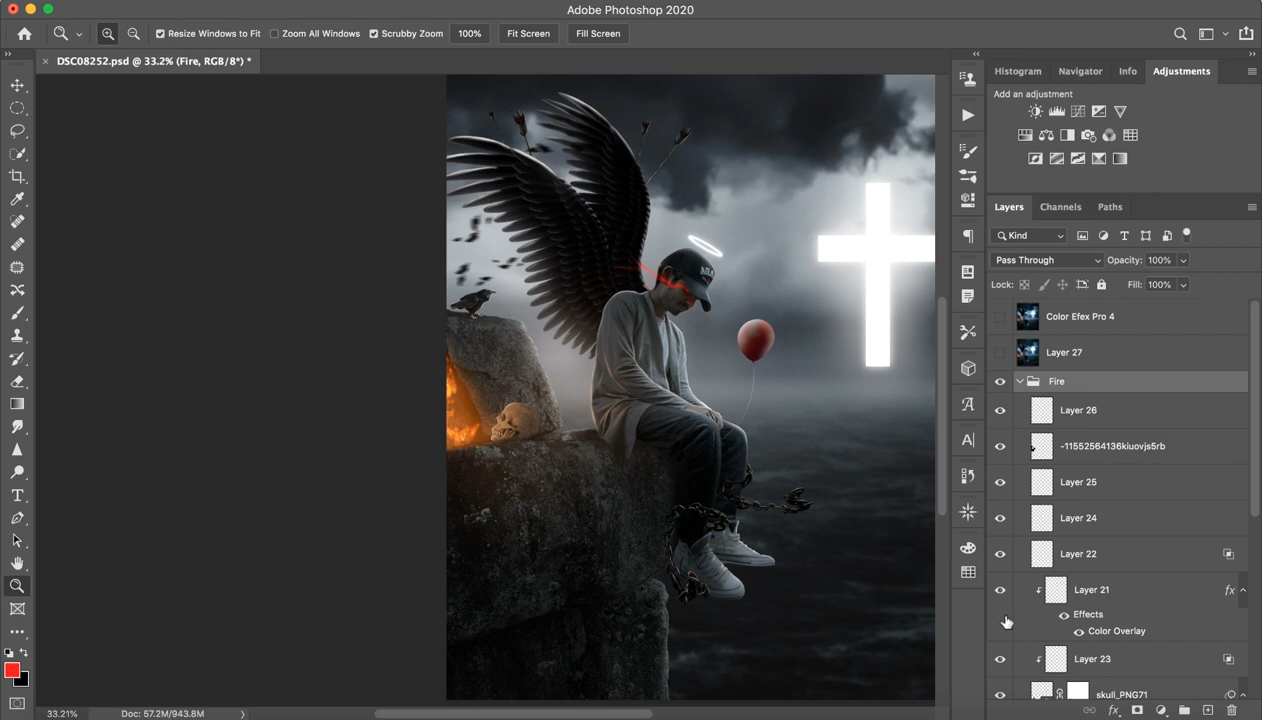 Adobe Photoshop 2020
Resize Windows to Fit
Zoom All Windows
Scrubby Zoom
100%
Fit Screen
Fill Screen
DSC08252.psd @ 33.2% (Fire, RGB/8*) *
Histogram
Navigator
Info
Adjustments
Add an adjustment
Layers
Channels
Paths
Kind
Pass Through
Opacity: 100%
Lock:
Fill: 100%
Color Efex Pro 4
Layer 27
Fire
Layer 26
-11552564136kiuovjs5rb
Layer 25
Layer 24
Layer 22
Layer 21
fx
Effects
Color Overlay
Layer 23
skull_PNG71
33.21%
Doc: 57.2M/943.8M
fx